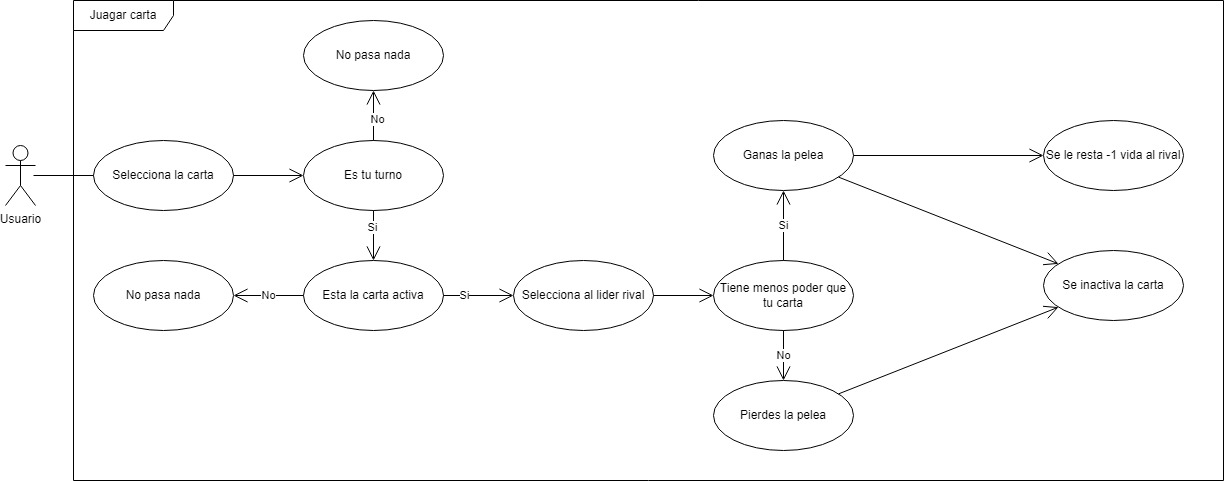 Juagar carta
No pasa nada
No
Usuario
Selecciona la carta
Es tu turno
Si
No pasa nada
No
Esta la carta activa
Si
Selecciona al lider rival
Tiene menos poder que
tu carta
Si
Ganas la pelea
Se le resta -1 vida al rival
Se inactiva la carta
No
Pierdes la pelea